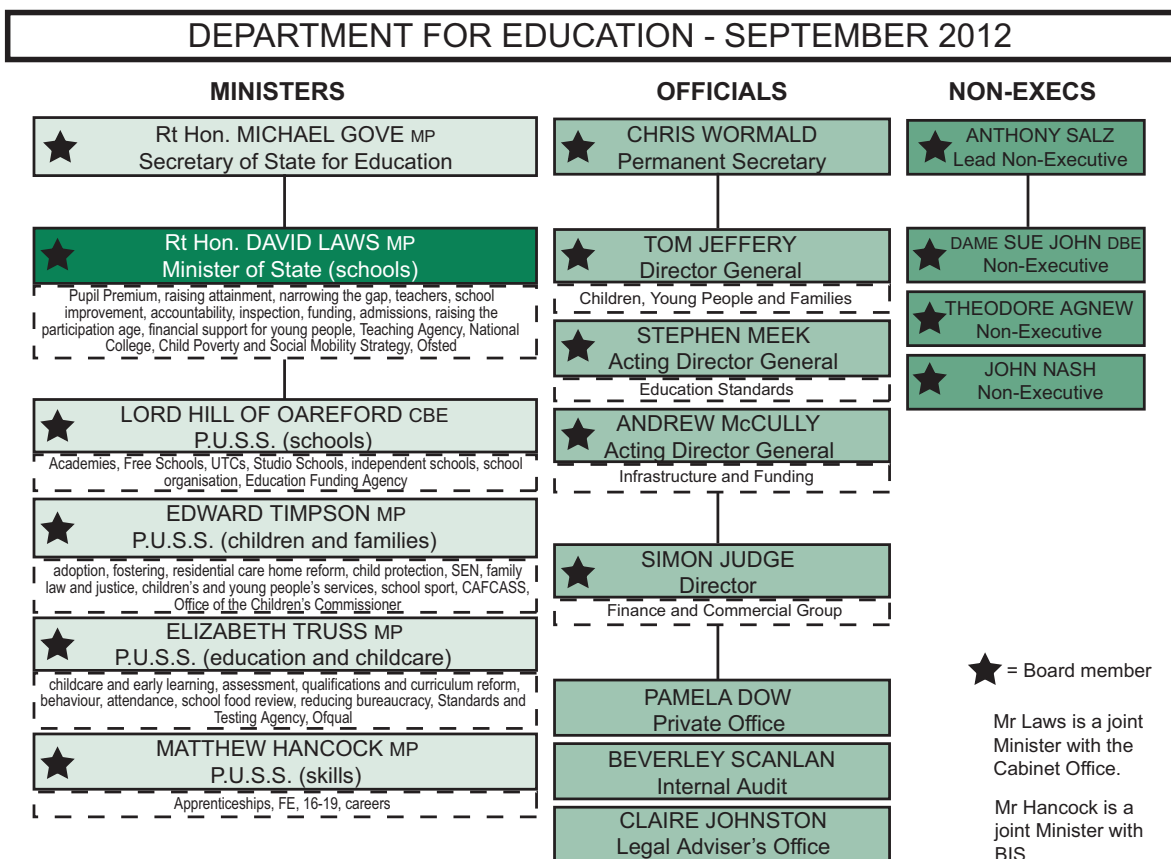 DEPARTMENT FOR EDUCATION - SEPTEMBER 2012
MINISTERS
Rt Hon. MICHAEL GOVE MP
Secretary of State for Education
Rt Hon. DAVID LAWS MP
Minister of State (schools)
Pupil Premium, raising attainment, narrowing the gap, teachers, school
improvement, accountability, inspection, funding, admissions, raising the
participation age, financial support for young people, Teaching Agency, National
College, Child Poverty and Social Mobility Strategy, Ofsted
LORD HILL OF OAREFORD CBE
P.U.S.S. (schools)
Academies, Free Schools, UTCs, Studio Schools, independent schools, school
organisation, Education Funding Agency
EDWARD TIMPSON MP
P.U.S.S. (children and families)
adoption, fostering, residential care home reform, child protection, SEN, family
law and justice, children's and young people's services, school sport, CAFCASS,
Office of the Children's Commissioner
ELIZABETH TRUSS MP
P.U.S.S. (education and childcare)
childcare and early learning, assessment, qualifications and curriculum reform,
behaviour, attendance, school food review, reducing bureaucracy, Standards and
Testing Agency, Ofqual
MATTHEW HANCOCK MP
P.U.S.S. (skills)
Apprenticeships, FE, 16-19, careers
OFFICIALS
CHRIS WORMALD
Permanent Secretary
TOM JEFFERY
Director General
Children, Young People and Families
STEPHEN MEEK
Acting Director General
Education Standards
ANDREW McCULLY
Acting Director General
Infrastructure and Funding
SIMON JUDGE
Director
Finance and Commercial Group
PAMELA DOW
Private Office
BEVERLEY SCANLAN
Internal Audit
CLAIRE JOHNSTON
Legal Adviser's Office
NON-EXECS
ANTHONY SALZ
Lead Non-Executive
DAME SUE JOHN DBE
Non-Executive
THEODORE AGNEW
Non-Executive
JOHN NASH
Non-Executive
= Board member
Mr Laws is a joint
Minister with the
Cabinet Office.
Mr Hancock is a
joint Minister with
BIS